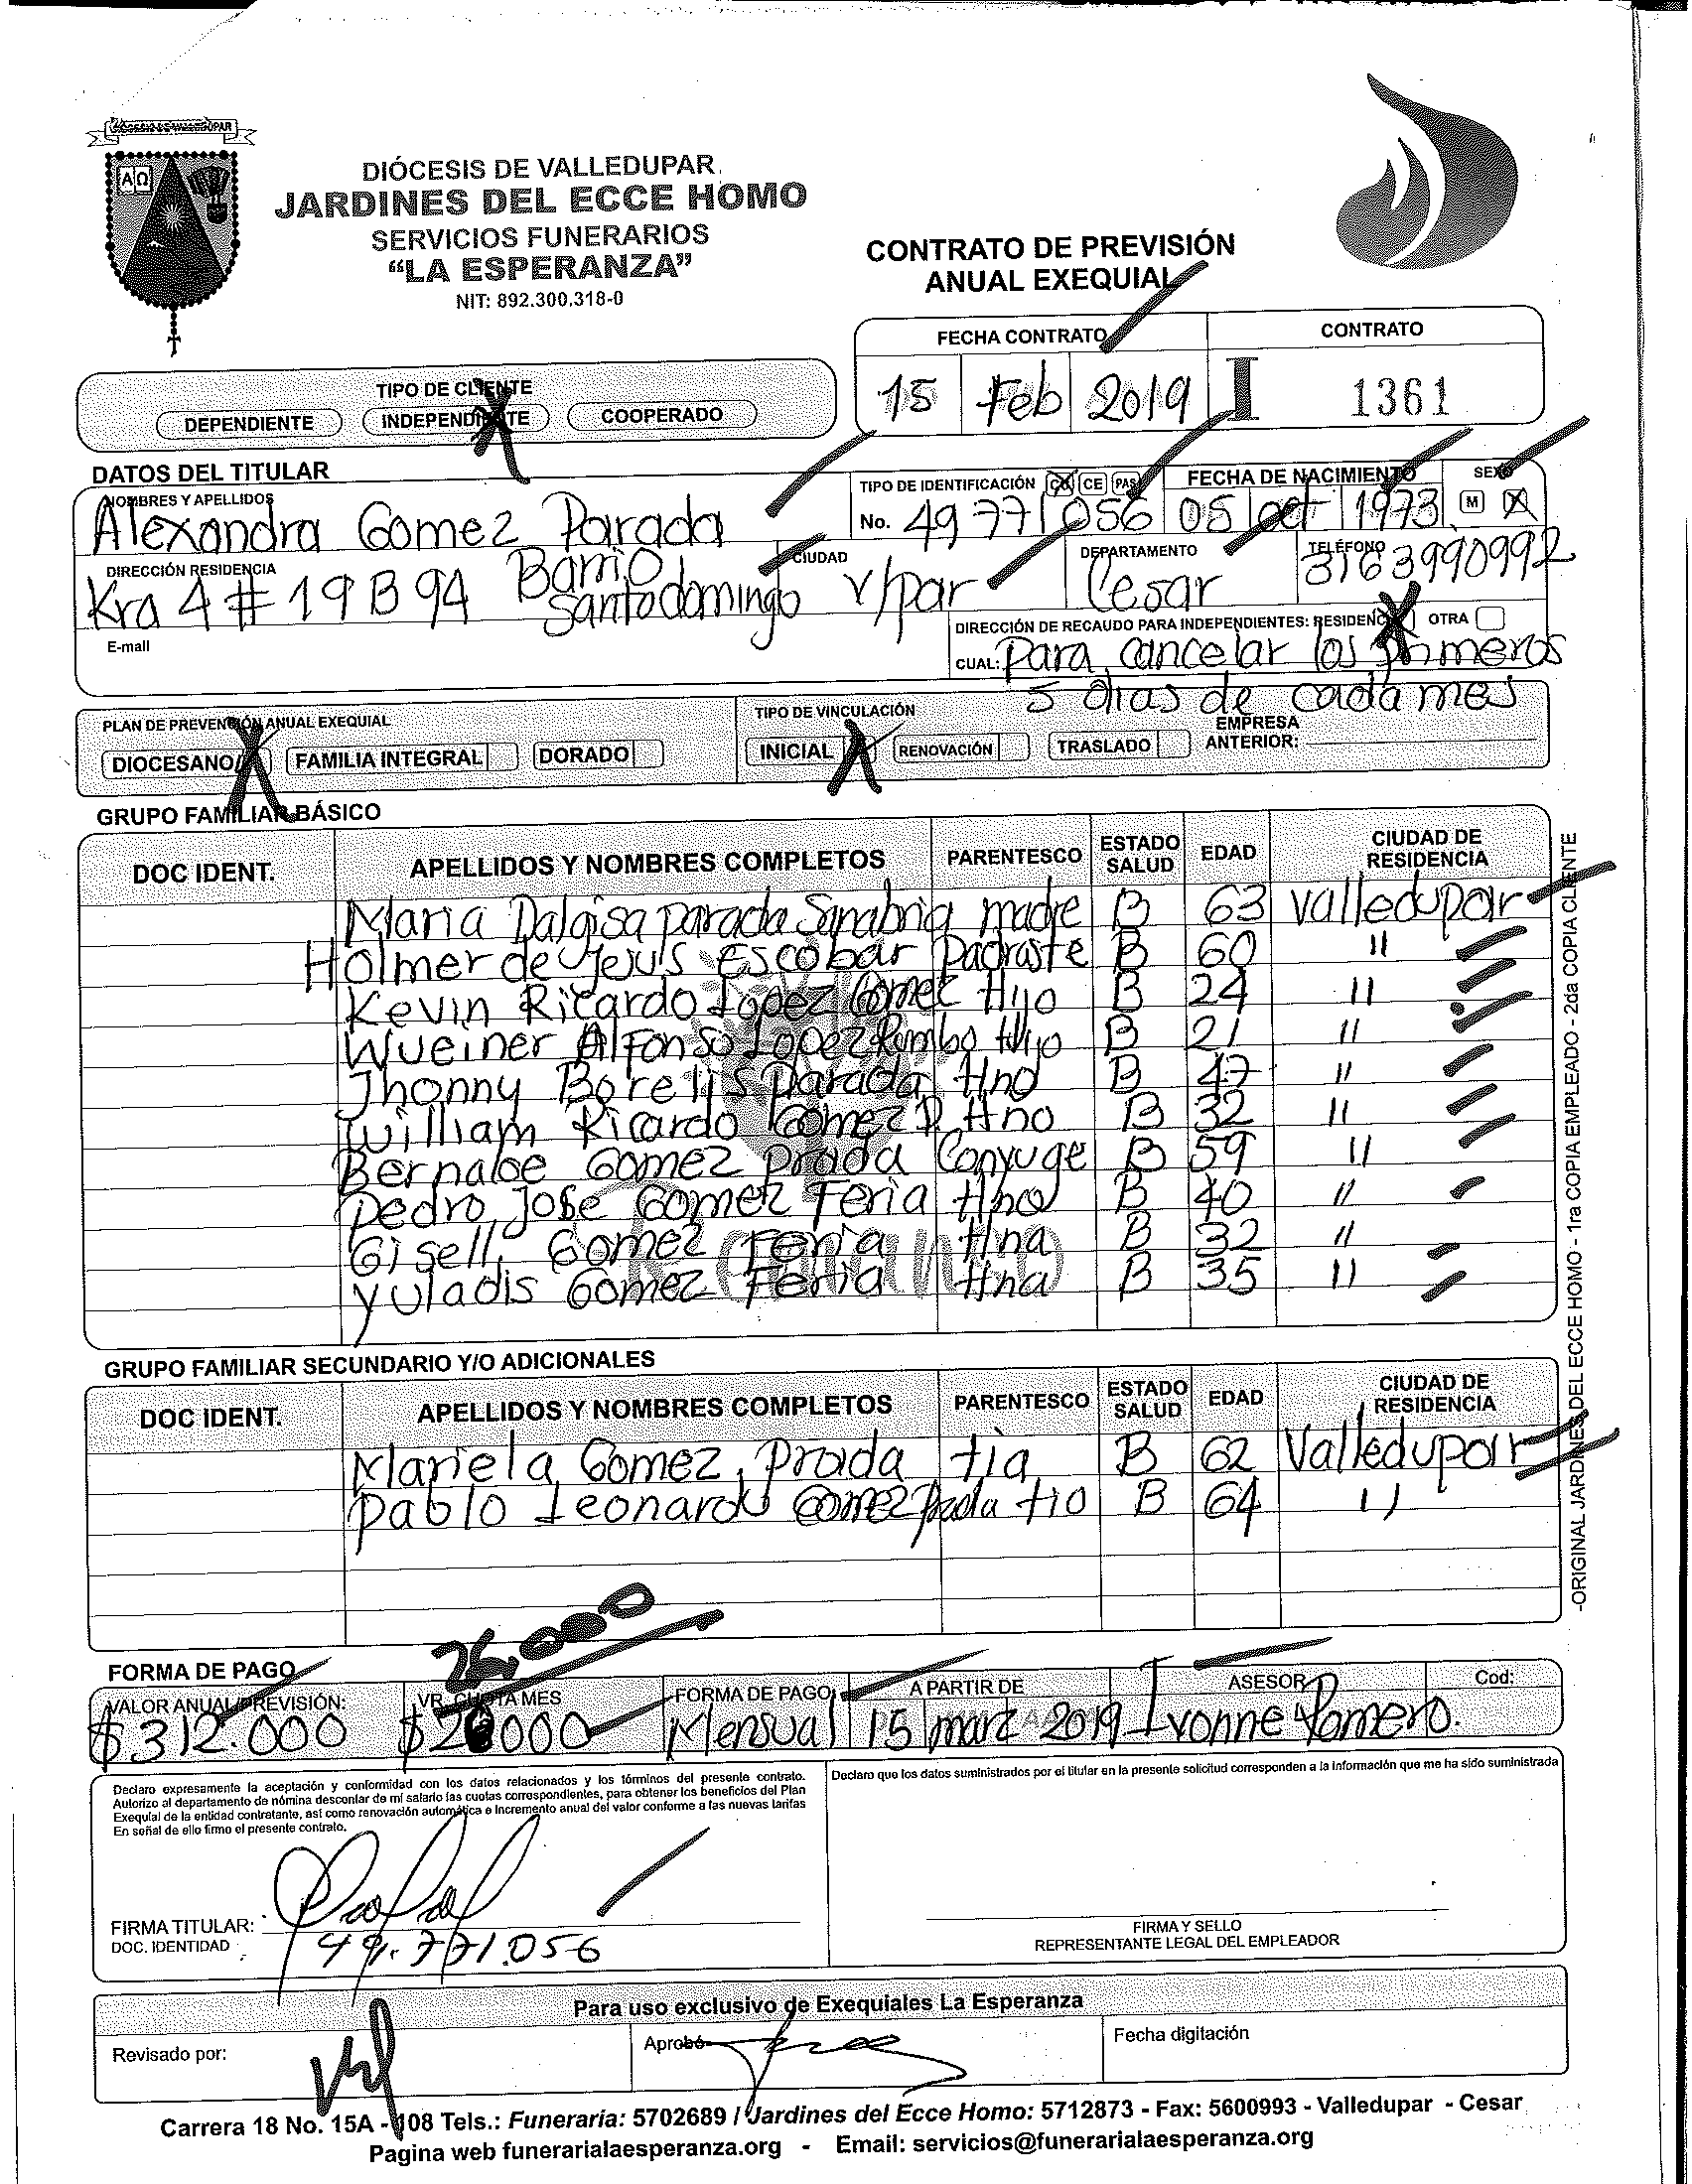 DIÓCESIS DE VALLEDUPAR
JARDINES DEL ECCE HOMO
SERVICIOS FUNERARIOS
“LA ESPERANZA”
NIT: 892.300.318-0
CONTRATO DE PREVISIÓN
ANUAL EXEQUIAL
FECHA CONTRATO CONTRATO
15 Feb 2019 I 1361
TIPO DE CLIENTE
DEPENDIENTE INDEPENDIENTE X COOPERADO
DATOS DEL TITULAR
NOMBRES Y APELLIDOS TIPO DE IDENTIFICACIÓN CC X CE PAS FECHA DE NACIMIENTO SEXO
Alexandra Gomez Parada No. 49771056 05 oct 1973 M X
DIRECCIÓN RESIDENCIA CIUDAD DEPARTAMENTO TELÉFONO
Kra 4 # 19 B 94 Barrio Santo domingo V/par Cesar 3163990992
E-mail DIRECCIÓN DE RECAUDO PARA INDEPENDIENTES: RESIDENCIA X OTRA
CUAL: Para cancelar los primeros
5 dias de cada mes
PLAN DE PREVENCIÓN ANUAL EXEQUIAL TIPO DE VINCULACIÓN EMPRESA
DIOCESANO X FAMILIA INTEGRAL DORADO INICIAL X RENOVACIÓN TRASLADO ANTERIOR:
GRUPO FAMILIAR BÁSICO
DOC IDENT. APELLIDOS Y NOMBRES COMPLETOS PARENTESCO ESTADO SALUD EDAD CIUDAD DE RESIDENCIA
Maria Dalgisa parada Sanabria madre B 63 Valledupar
Holmer de Jesus Escobar Padraste B 60 "
Kevin Ricardo Lopez Gomez Hijo B 24 "
Wueiner Alfonso Lopez Rumbo Hijo B 21 "
Jhonny Borelis Parada Hno B 47 "
William Ricardo Gomez P. Hno B 32 "
Bernabe Gomez Prada Conyuge B 59 "
Pedro Jose Gomez Feria Hno B 40 "
Gisell Gomez Feria Hna B 32 "
Yuladis Gomez Feria Hna B 35 "
GRUPO FAMILIAR SECUNDARIO Y/O ADICIONALES
DOC IDENT. APELLIDOS Y NOMBRES COMPLETOS PARENTESCO ESTADO SALUD EDAD CIUDAD DE RESIDENCIA
Mariela Gomez Prada tia B 62 Valledupar
Pablo Leonardo Gomez Prada tio B 64 "
26.000
FORMA DE PAGO
VALOR ANUAL PREVISIÓN: VR. CUOTA MES FORMA DE PAGO A PARTIR DE ASESOR Cod:
$312.000 $26000 Mensual 15 marz 2019 Ivonne Romero.
Declaro expresamente la aceptación y conformidad con los datos relacionados y los términos del presente contrato.
Autorizo al departamento de nómina descontar de mi salario las cuotas correspondientes, para obtener los beneficios del Plan
Exequial de la entidad contratante, así como renovación automática e incremento anual del valor conforme a las nuevas tarifas
En señal de ello firmo el presente contrato.
Declaro que los datos suministrados por el titular en la presente solicitud corresponden a la información que me ha sido suministrada
FIRMA TITULAR:
DOC. IDENTIDAD 49.771.056
FIRMA Y SELLO
REPRESENTANTE LEGAL DEL EMPLEADOR
Para uso exclusivo de Exequiales La Esperanza
Revisado por: Aprobó Fecha digitación
Carrera 18 No. 15A - 108 Tels.: Funeraria: 5702689 / Jardines del Ecce Homo: 5712873 - Fax: 5600993 - Valledupar - Cesar
Pagina web funerarialaesperanza.org - Email: servicios@funerarialaesperanza.org
-ORIGINAL JARDINES DEL ECCE HOMO - 1ra COPIA EMPLEADO - 2da COPIA CLIENTE